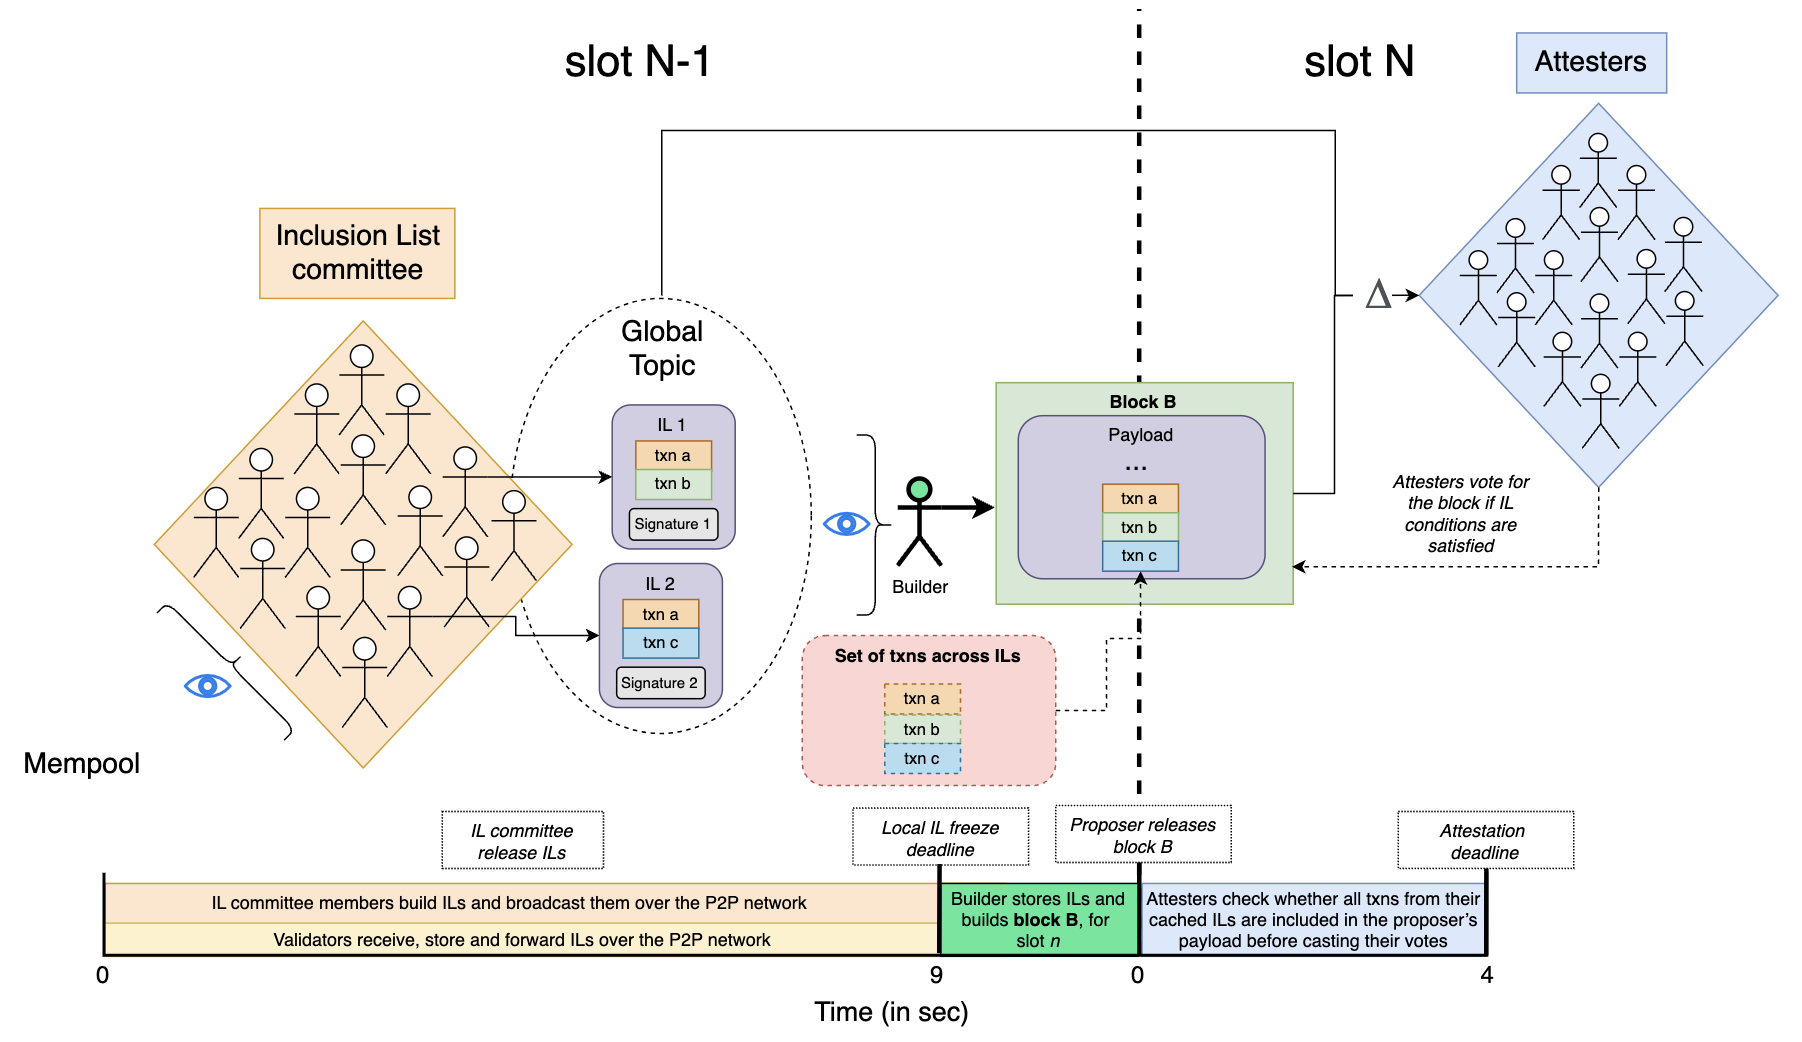 slot N-1
slot N
Attesters
Inclusion List
committee
Global
Topic
IL 1
txn a
txn b
Signature 1
IL 2
txn a
txn c
Signature 2
Builder
Block B
Payload
...
txn a
txn b
txn c
Δ
Attesters vote for
the block if IL
conditions are
satisfied
Set of txns across ILs
txn a
txn b
txn c
Mempool
IL committee
release ILs
Local IL freeze
deadline
Proposer releases
block B
Attestation
deadline
IL committee members build ILs and broadcast them over the P2P network
Validators receive, store and forward ILs over the P2P network
Builder stores ILs and
builds block B, for
slot n
Attesters check whether all txns from their
cached ILs are included in the proposer's
payload before casting their votes
0
9
0
4
Time (in sec)